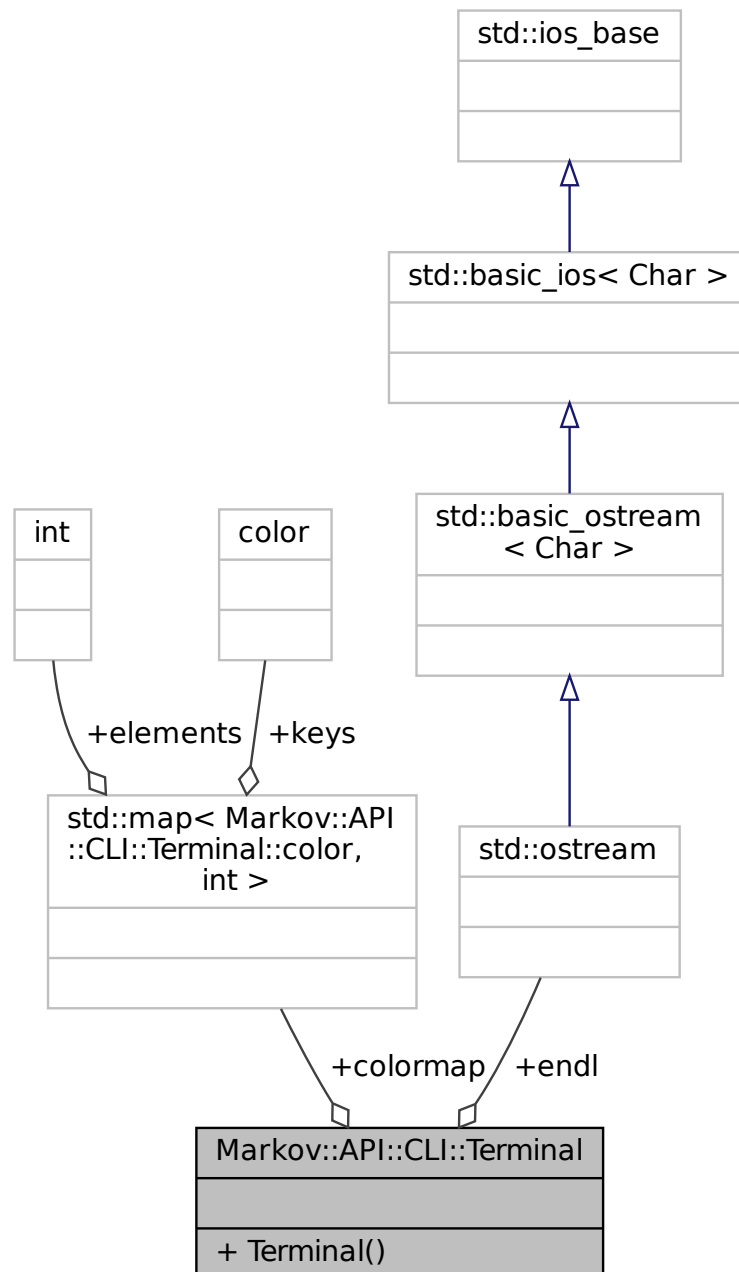 std::ios_base
std::basic_ios< Char >
std::basic_ostream
< Char >
int
color
+elements
+keys
std::map< Markov::API
::CLI::Terminal::color,
int >
std::ostream
+colormap
+endl
Markov::API::CLI::Terminal
+ Terminal()